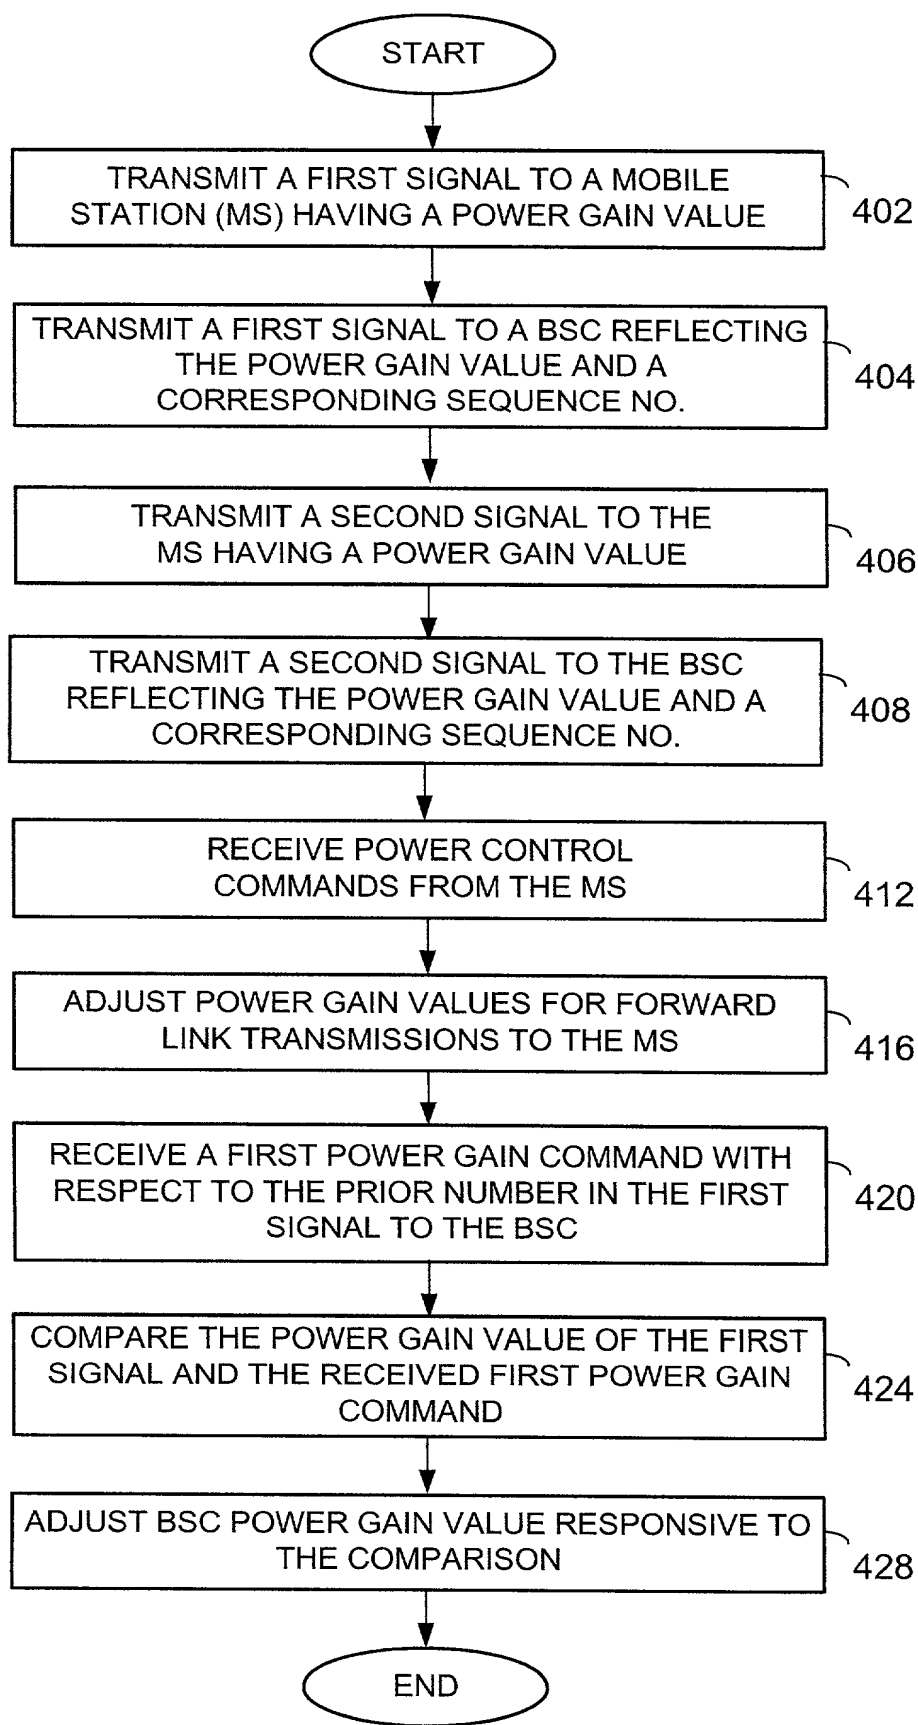 START
TRANSMIT A FIRST SIGNAL TO A MOBILE
STATION (MS) HAVING A POWER GAIN VALUE
402
TRANSMIT A FIRST SIGNAL TO A BSC REFLECTING
THE POWER GAIN VALUE AND A
CORRESPONDING SEQUENCE NO.
404
TRANSMIT A SECOND SIGNAL TO THE
MS HAVING A POWER GAIN VALUE
406
TRANSMIT A SECOND SIGNAL TO THE BSC
REFLECTING THE POWER GAIN VALUE AND A
CORRESPONDING SEQUENCE NO.
408
RECEIVE POWER CONTROL
COMMANDS FROM THE MS
412
ADJUST POWER GAIN VALUES FOR FORWARD
LINK TRANSMISSIONS TO THE MS
416
RECEIVE A FIRST POWER GAIN COMMAND WITH
RESPECT TO THE PRIOR NUMBER IN THE FIRST
SIGNAL TO THE BSC
420
COMPARE THE POWER GAIN VALUE OF THE FIRST
SIGNAL AND THE RECEIVED FIRST POWER GAIN
COMMAND
424
ADJUST BSC POWER GAIN VALUE RESPONSIVE TO
THE COMPARISON
428
END